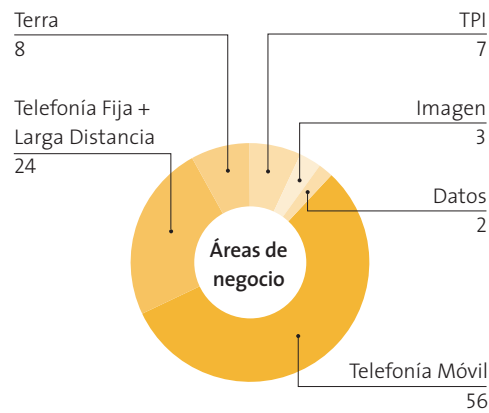 Terra
8
TPI
7
Telefonía Fija +
Larga Distancia
24
Imagen
3
Datos
2
Áreas de
negocio
Telefonía Móvil
56